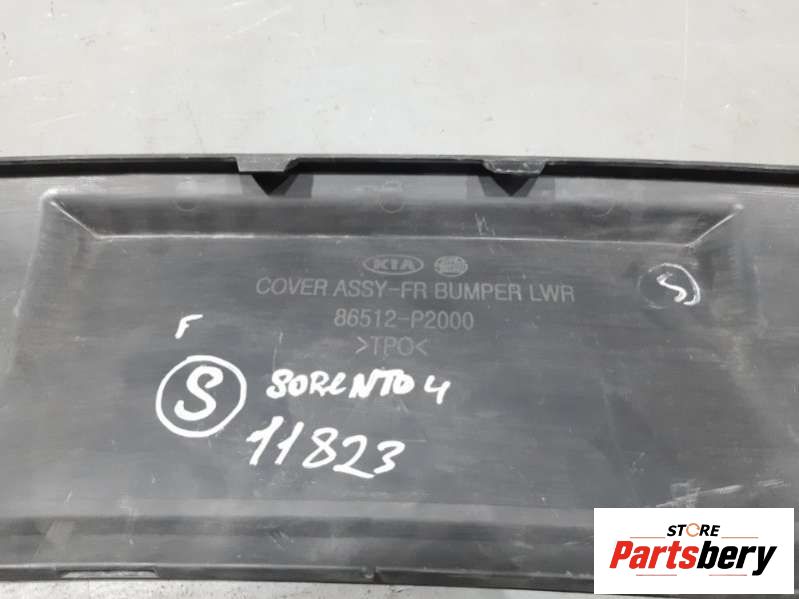 KIA
COVER ASSY-FR BUMPER LWR
86512-P2000
>TPO<
S
F
S
SORENTO 4
11823
STORE
Partsbery